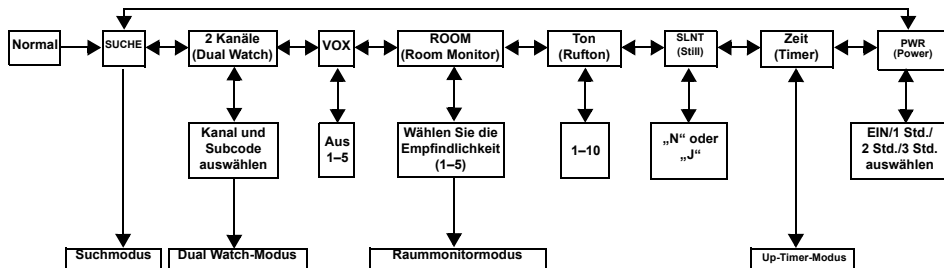 Normal
SUCHE
2 Kanäle
(Dual Watch)
VOX
ROOM
(Room Monitor)
Ton
(Rufton)
SLNT
(Still)
Zeit
(Timer)
PWR
(Power)
Kanal und
Subcode
auswählen
Aus
1–5
Wählen Sie die
Empfindlichkeit
(1–5)
1–10
„N“ oder
„J“
EIN/1 Std./
2 Std./3 Std.
auswählen
Suchmodus
Dual Watch-Modus
Raummonitormodus
Up-Timer-Modus